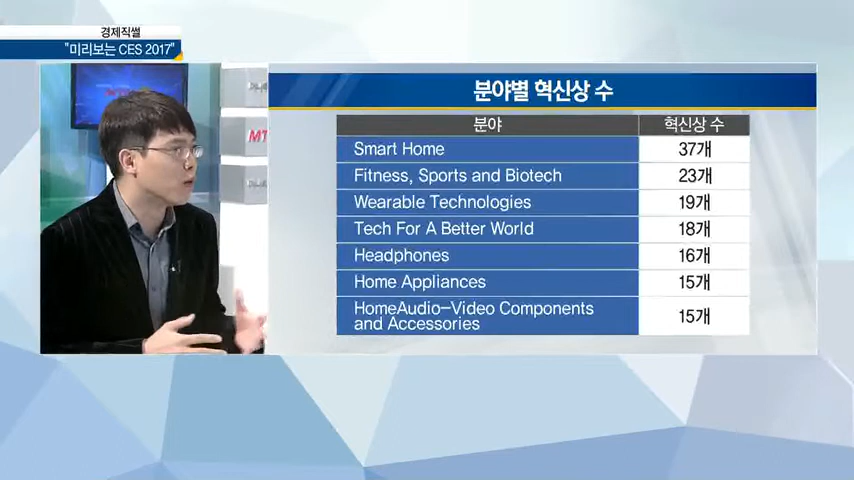 경제직썰
"미리보는 CES 2017"
분야별 혁신상 수
분야 혁신상 수
Smart Home 37개
Fitness, Sports and Biotech 23개
Wearable Technologies 19개
Tech For A Better World 18개
Headphones 16개
Home Appliances 15개
HomeAudio-Video Components
and Accessories 15개
MT